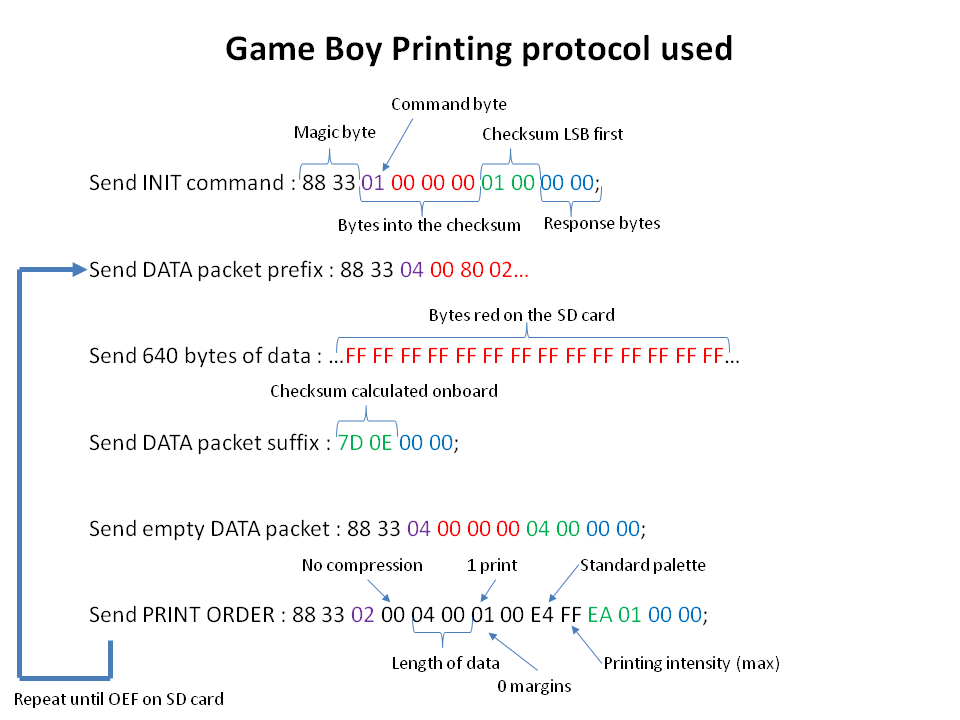 Game Boy Printing protocol used
Command byte
Magic byte
Checksum LSB first
Send INIT command : 88 33 01 00 00 00 01 00 00 00;
Bytes into the checksum
Response bytes
Send DATA packet prefix : 88 33 04 00 80 02...
Bytes red on the SD card
Send 640 bytes of data : ...FF FF FF FF FF FF FF FF FF FF FF FF FF FF...
Checksum calculated onboard
Send DATA packet suffix : 7D 0E 00 00;
Send empty DATA packet : 88 33 04 00 00 00 04 00 00 00;
No compression
1 print
Standard palette
Send PRINT ORDER : 88 33 02 00 04 00 01 00 E4 FF EA 01 00 00;
Length of data
Printing intensity (max)
0 margins
Repeat until OEF on SD card